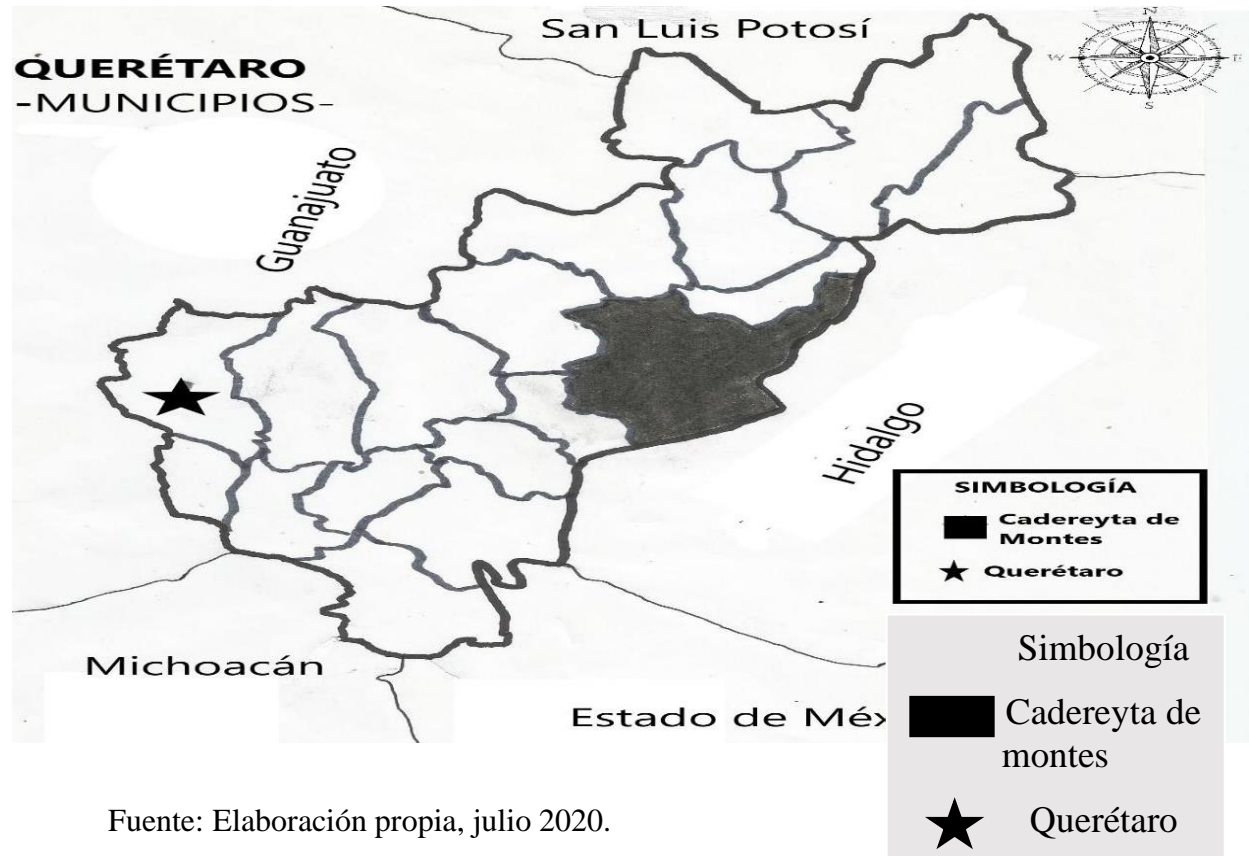 San Luis Potosí
N
W
E
S
QUERÉTARO
-MUNICIPIOS-
Guanajuato
Hidalgo
SIMBOLOGÍA
Cadereyta de
Montes
Querétaro
Michoacán
Estado de Méx
Simbología
Cadereyta de
montes
Querétaro
Fuente: Elaboración propia, julio 2020.